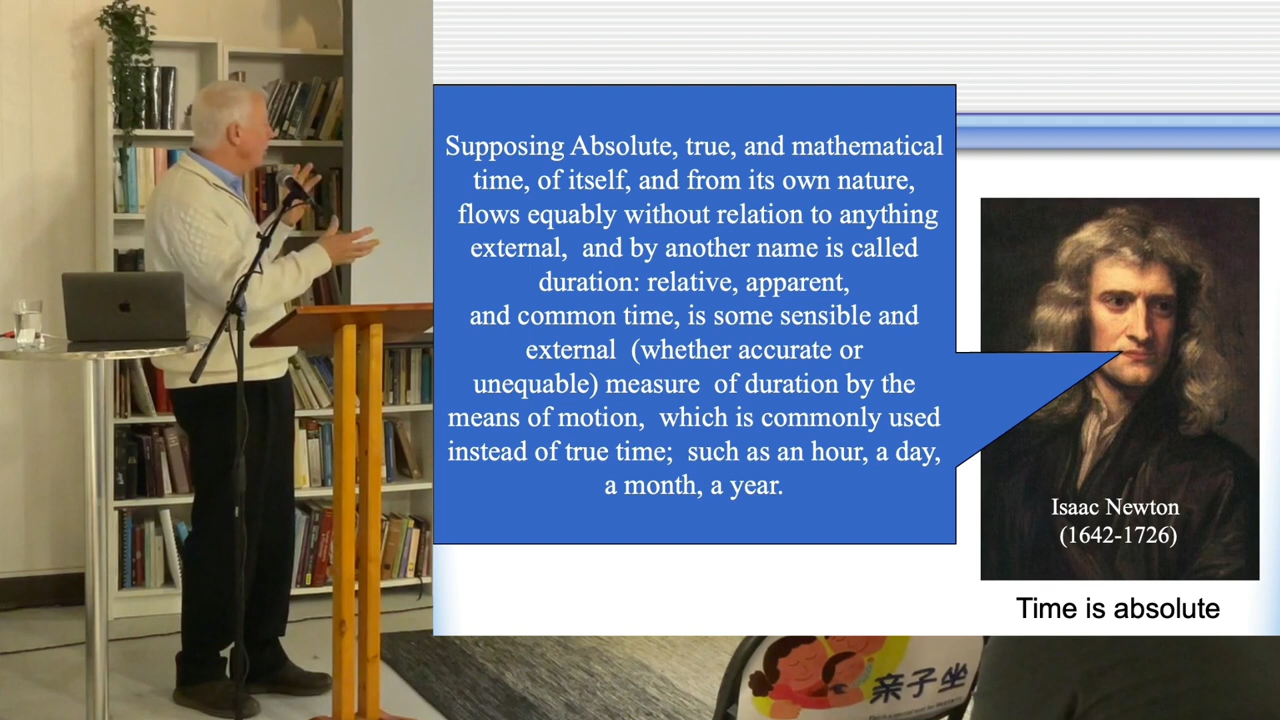 Supposing Absolute, true, and mathematical
time, of itself, and from its own nature,
flows equably without relation to anything
external, and by another name is called
duration: relative, apparent,
and common time, is some sensible and
external (whether accurate or
unequable) measure of duration by the
means of motion, which is commonly used
instead of true time; such as an hour, a day,
a month, a year.
Isaac Newton
(1642-1726)
Time is absolute
亲子坐